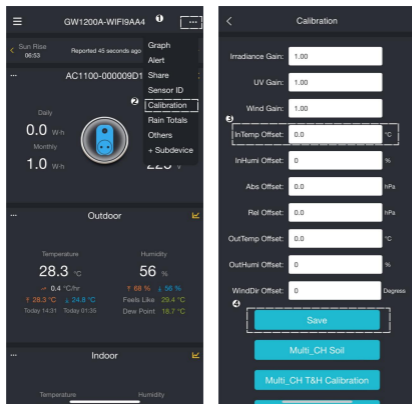 GW1200A-WIFI9AA4 ❶ ...
Sun Rise
06:53
Reported 45 seconds ago
Graph
Alert
Share
Sensor ID
❷ Calibration
Rain Totals
Others
+ Subdevice
AC1100-000009D1
Daily
0.0 W·h
Monthly
1.0 W·h
Outdoor
Temperature
Humidity
28.3 °C
56 %
0.4 °C/hr
↑ 28.3 °C ↓ 24.8 °C
↑ 68 % ↓ 56 %
Feels Like 29.4 °C
Today 14:31 Today 01:35
Dew Point 18.7 °C
Indoor
Temperature
Humidity
Calibration
Irradiance Gain: 1.00
UV Gain: 1.00
Wind Gain: 1.00
❸
InTemp Offset: 0.0 °C
InHumi Offset: 0 %
Abs Offset: 0.0 hPa
Rel Offset: 0.0 hPa
OutTemp Offset: 0.0 °C
OutHumi Offset: 0 %
WindDir Offset: 0 Degress
❹
Save
Multi_CH Soil
Multi_CH T&H Calibration